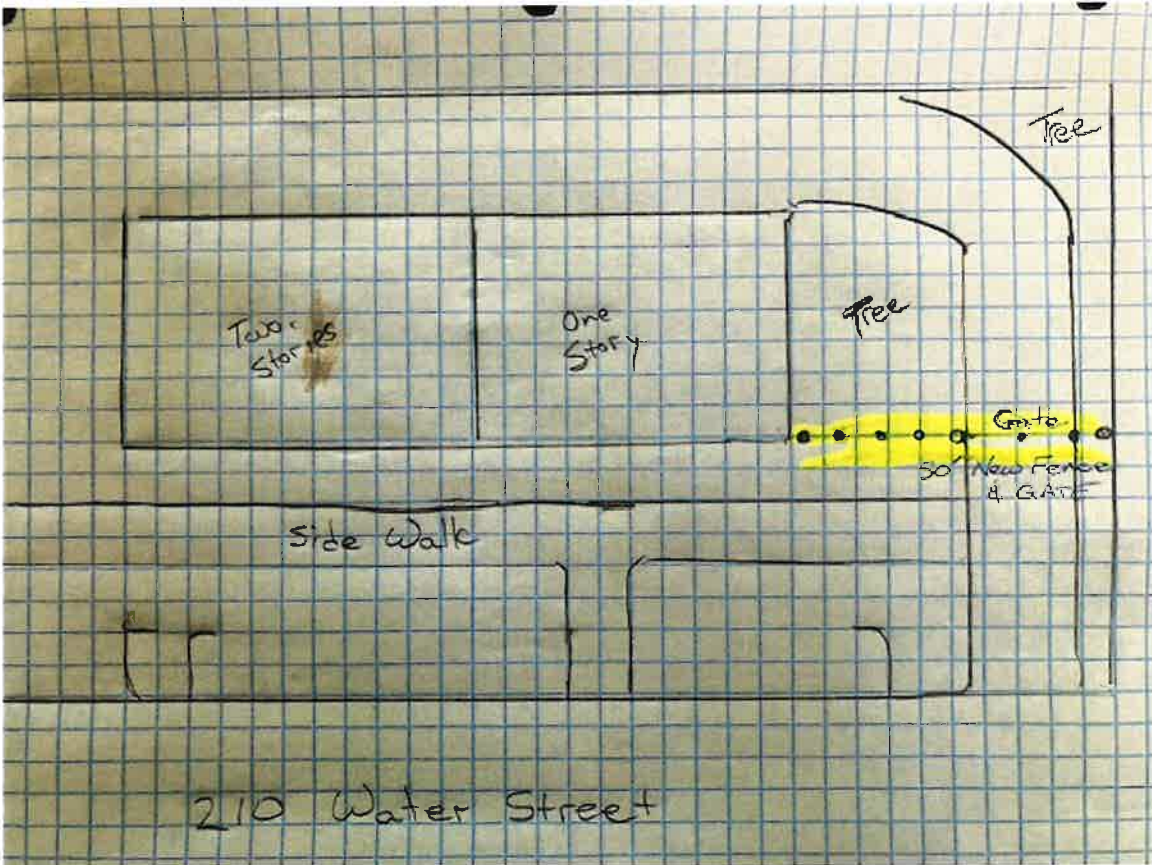 Tree
Tree
Two.
Stories
One
Story
Gate
50' New Fence
& GATE
Side Walk
210 Water Street